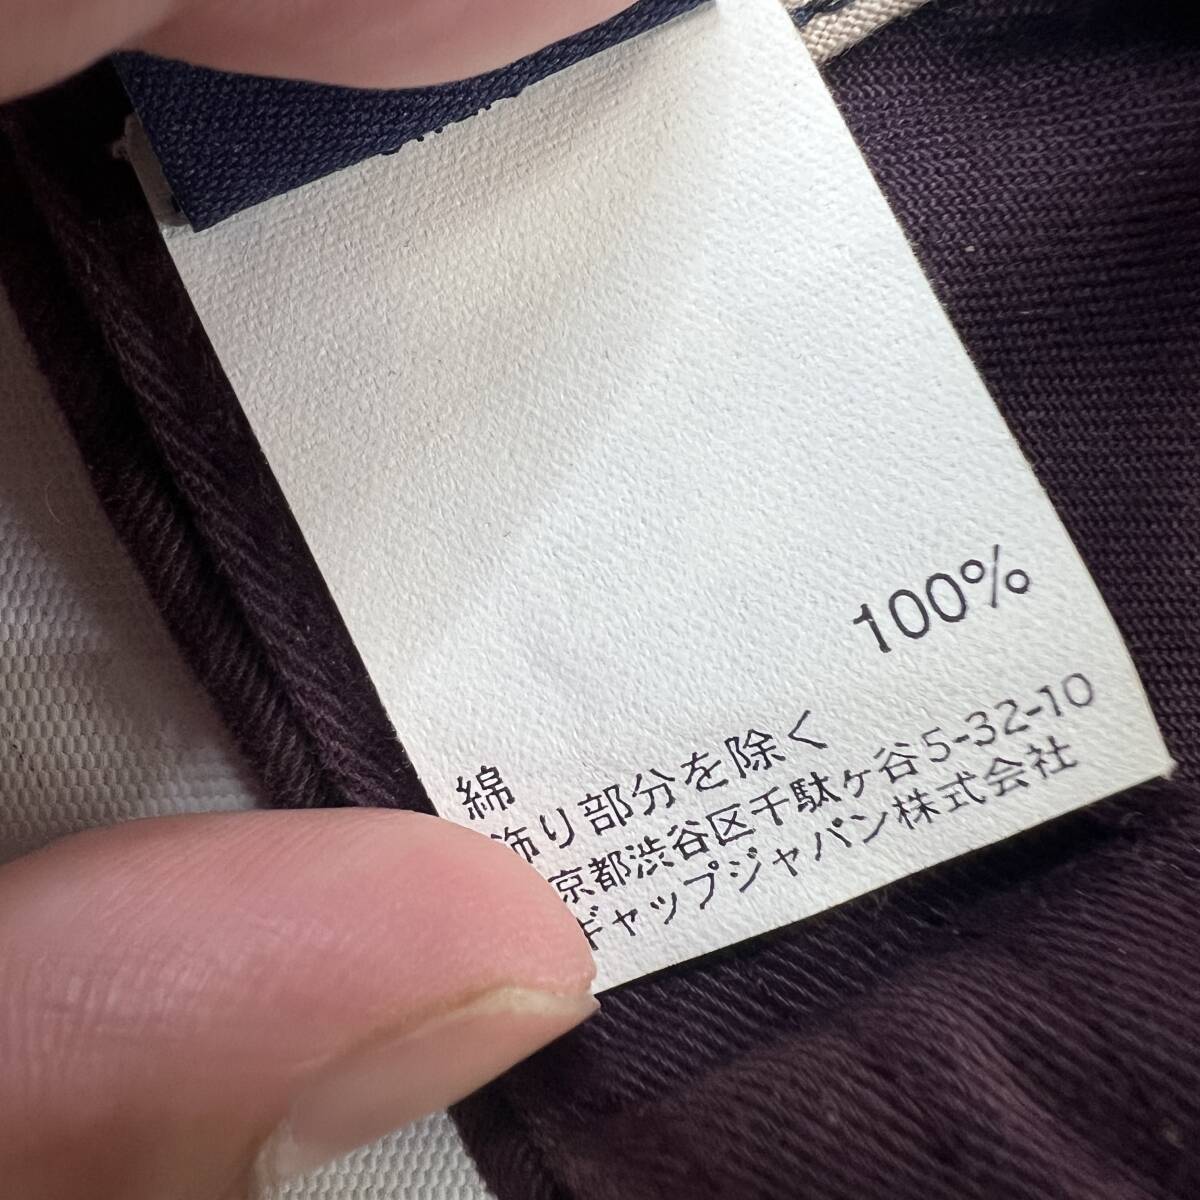 綿 100%
飾り部分を除く
京都渋谷区千駄ヶ谷5-32-10
ギャップジャパン株式会社